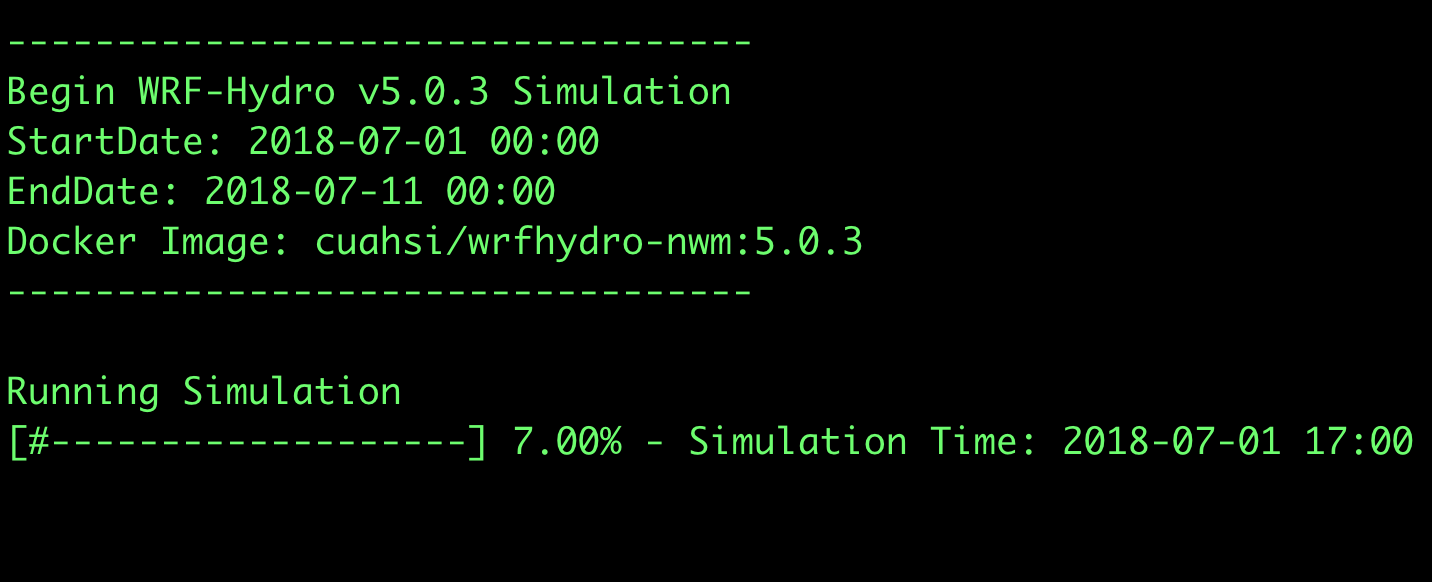 ----------------------------------
Begin WRF-Hydro v5.0.3 Simulation
StartDate: 2018-07-01 00:00
EndDate: 2018-07-11 00:00
Docker Image: cuahsi/wrfhydro-nwm:5.0.3
----------------------------------
Running Simulation
[#-------------------] 7.00% - Simulation Time: 2018-07-01 17:00